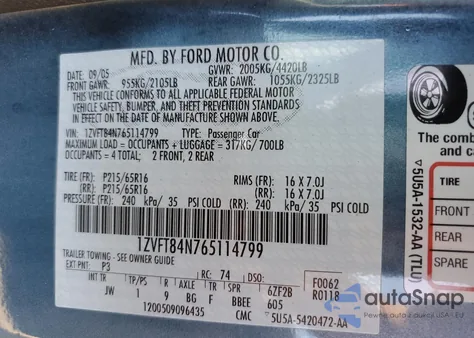 MFD. BY FORD MOTOR CO.
DATE: 09/05 GVWR: 2005KG/4420LB
FRONT GAWR: 955KG/2105LB REAR GAWR: 1055KG/2325LB
THIS VEHICLE CONFORMS TO ALL APPLICABLE FEDERAL MOTOR
VEHICLE SAFETY, BUMPER, AND THEFT PREVENTION STANDARDS
IN EFFECT ON THE DATE OF MANUFACTURE SHOWN ABOVE.
VIN: 1ZVFT84N765114799 TYPE: Passenger Car
MAXIMUM LOAD = OCCUPANTS + LUGGAGE = 317KG/700LB
OCCUPANTS = 4 TOTAL: 2 FRONT, 2 REAR
TIRE (FR): P215/65R16 RIMS (FR): 16 X 7.0J
TIRE (RR): P215/65R16 (RR): 16 X 7.0J
PRESSURE (FR): 240 kPa/ 35 PSI COLD (RR): 240 kPa/ 35 PSI COLD
1ZVFT84N765114799
TRAILER TOWING - SEE OWNER GUIDE
EXT PNT: P3 RC: 74 DSO: F0062
INT TR TP/PS R AXLE TR SPR 6ZF2B R0118
JW 1 9 BG F BBEE 605
1200509096435 CMC 5U5A-5420472-AA
The comb
can
TIRE
FRONT
REAR
SPARE
5U5A-1532-AA (TLU)
autoSnap